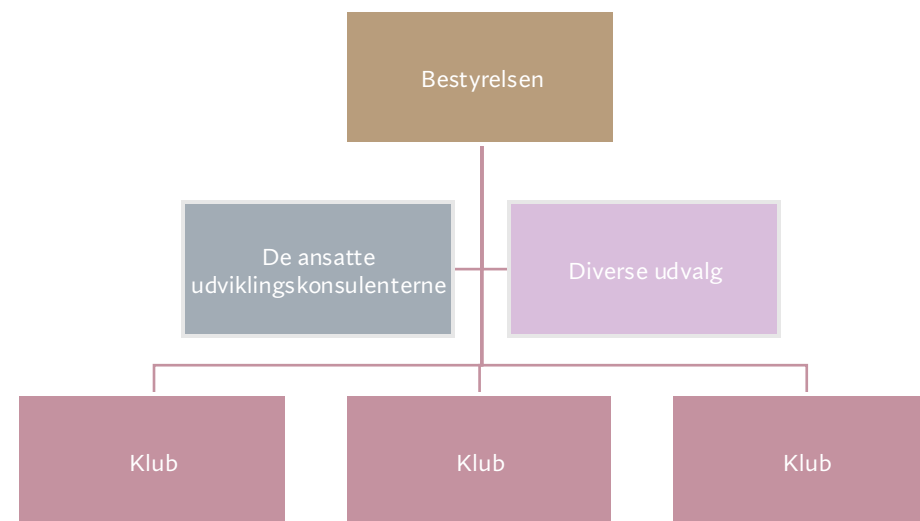 Bestyrelsen
De ansatte
udviklingskonsulenterne
Diverse udvalg
Klub
Klub
Klub